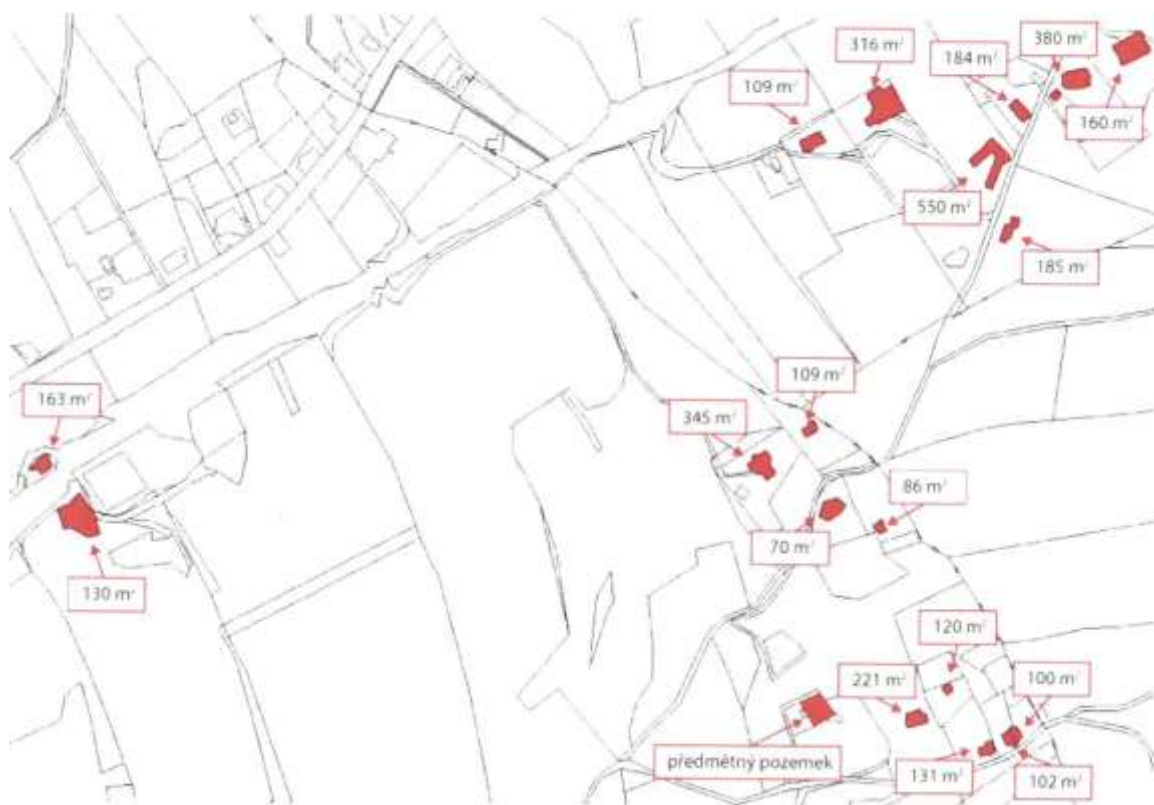 316 m²
184 m²
380 m²
109 m²
160 m²
550 m²
185 m²
109 m²
163 m²
345 m²
86 m²
70 m²
130 m²
120 m²
221 m²
100 m²
předmětný pozemek
131 m²
102 m²